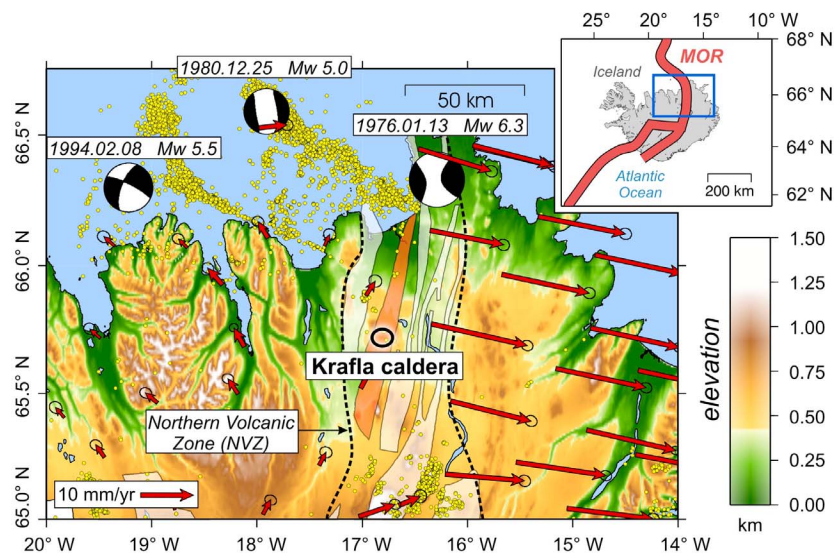 25° W
20° W
15° W
10° W
68° N
66° N
64° N
62° N
MOR
Iceland
Atlantic
Ocean
200 km
1980.12.25 Mw 5.0
1994.02.08 Mw 5.5
1976.01.13 Mw 6.3
50 km
66.5° N
66.0° N
65.5° N
65.0° N
Krafla caldera
Northern Volcanic
Zone (NVZ)
10 mm/yr
20° W
19° W
18° W
17° W
16° W
15° W
14° W
elevation
1.50
1.25
1.00
0.75
0.50
0.25
0.00
km